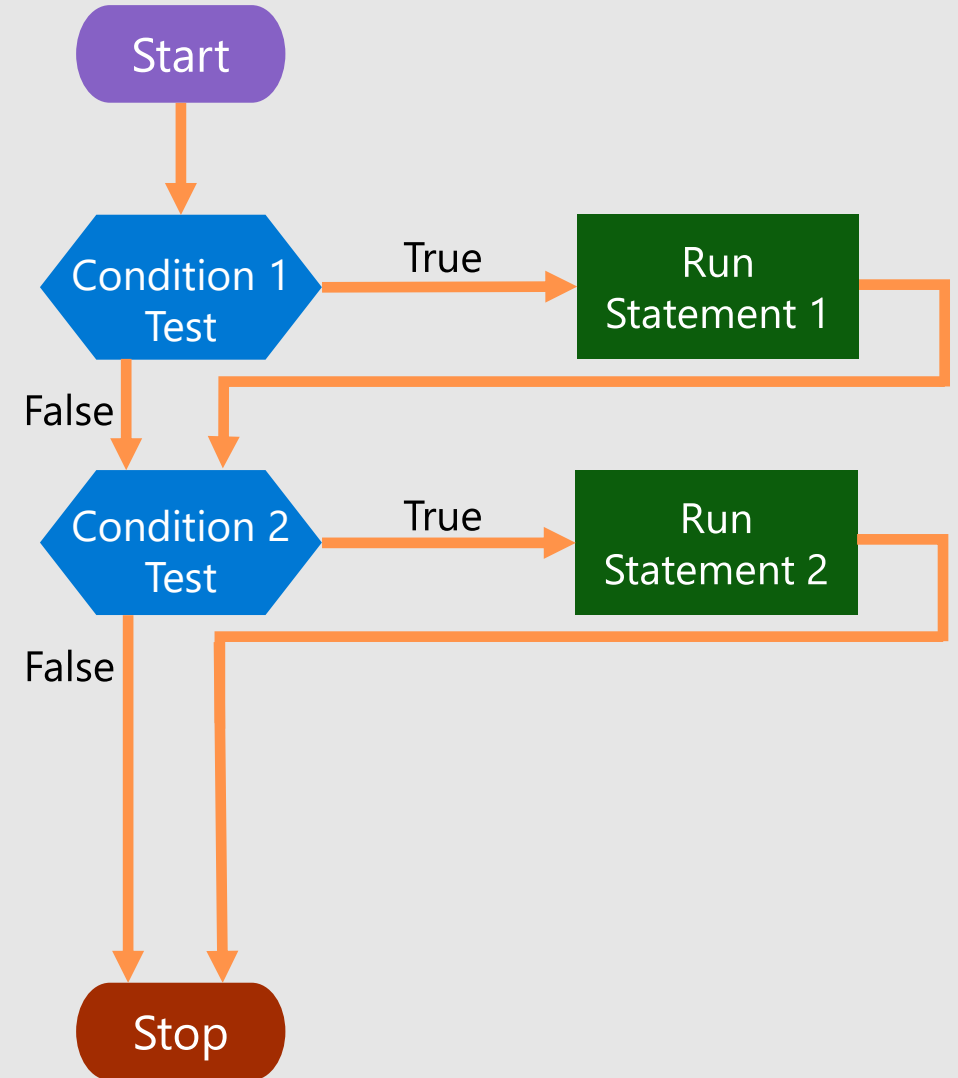 Start
Condition 1
Test
True
Run
Statement 1
False
Condition 2
Test
True
Run
Statement 2
False
Stop